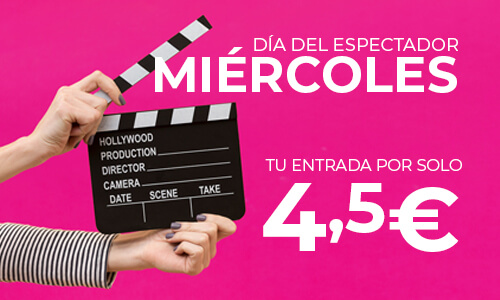 DÍA DEL ESPECTADOR
MIÉRCOLES
HOLLYWOOD
PRODUCTION
DIRECTOR
CAMERA
DATE SCENE TAKE
TU ENTRADA POR SOLO
4,5€